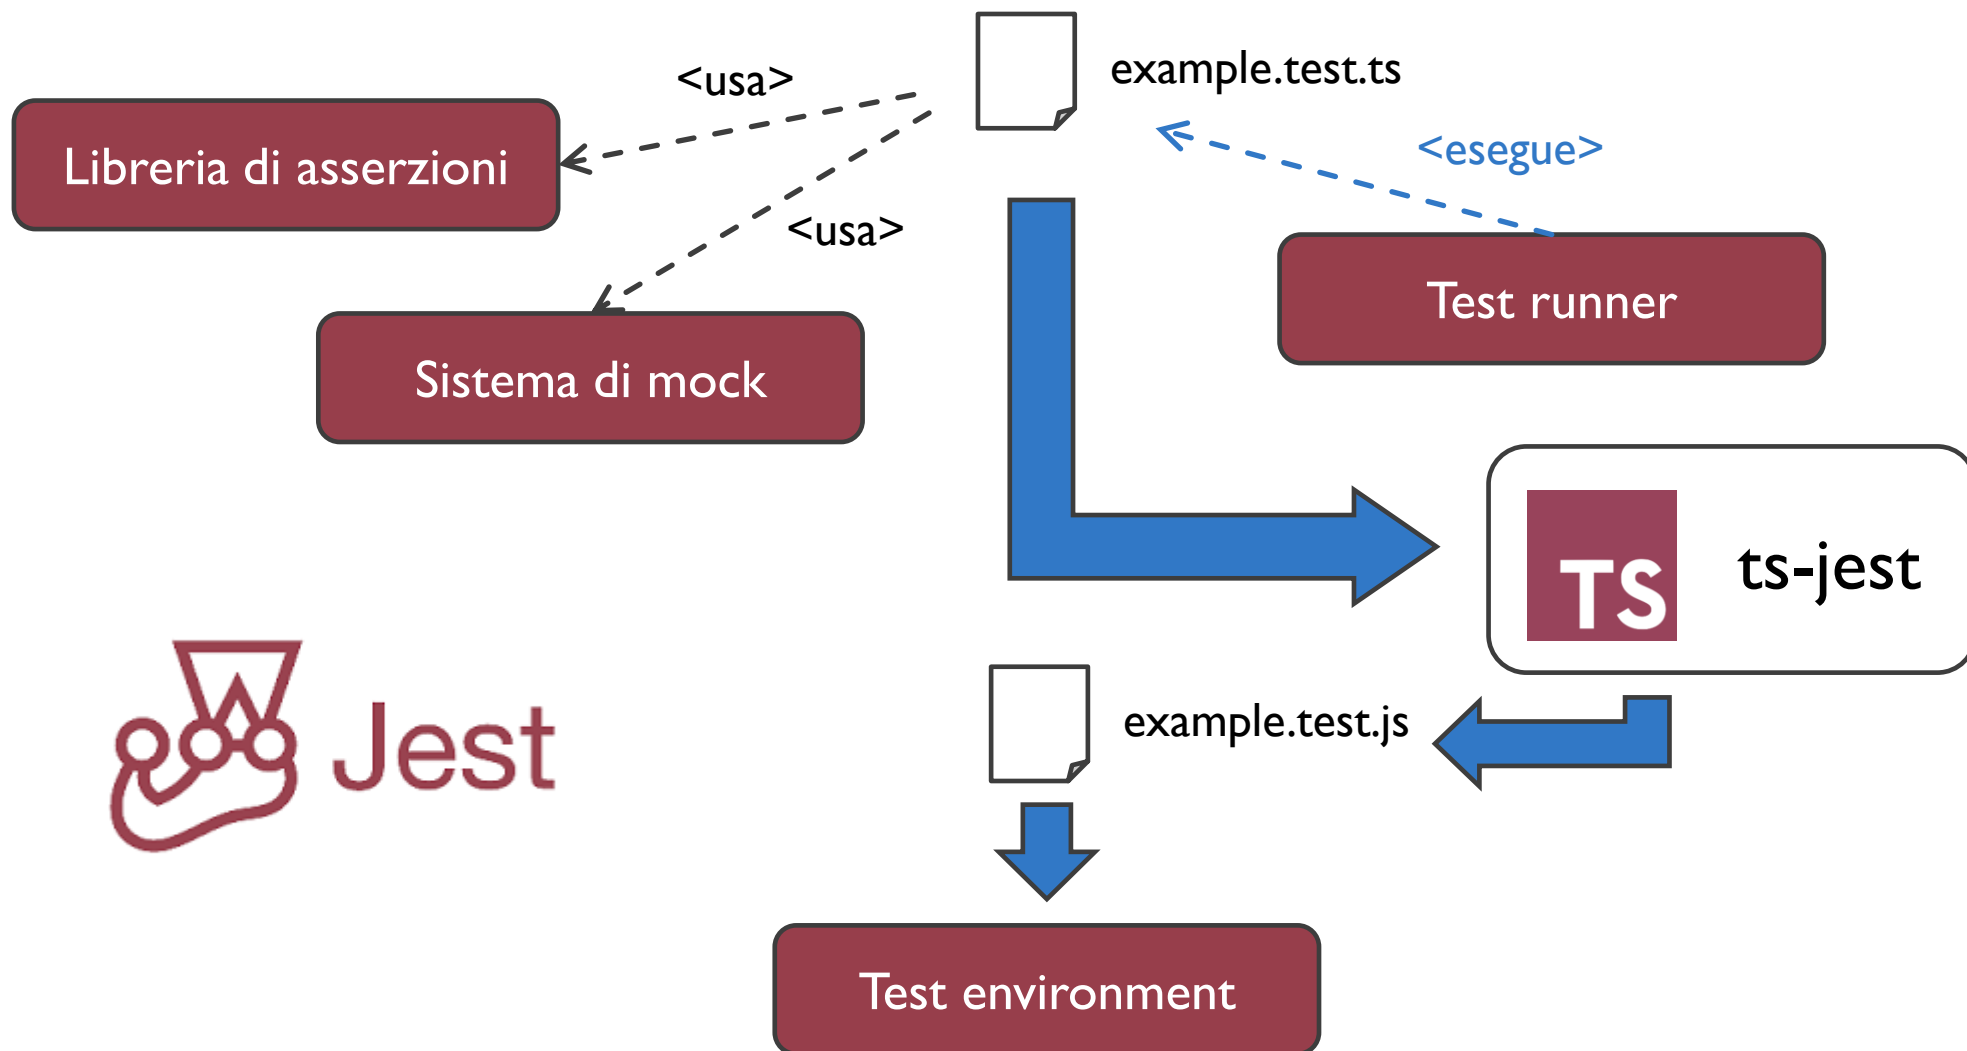 example.test.ts
<usa>
<esegue>
Libreria di asserzioni
<usa>
Test runner
Sistema di mock
TS
ts-jest
Jest
example.test.js
Test environment